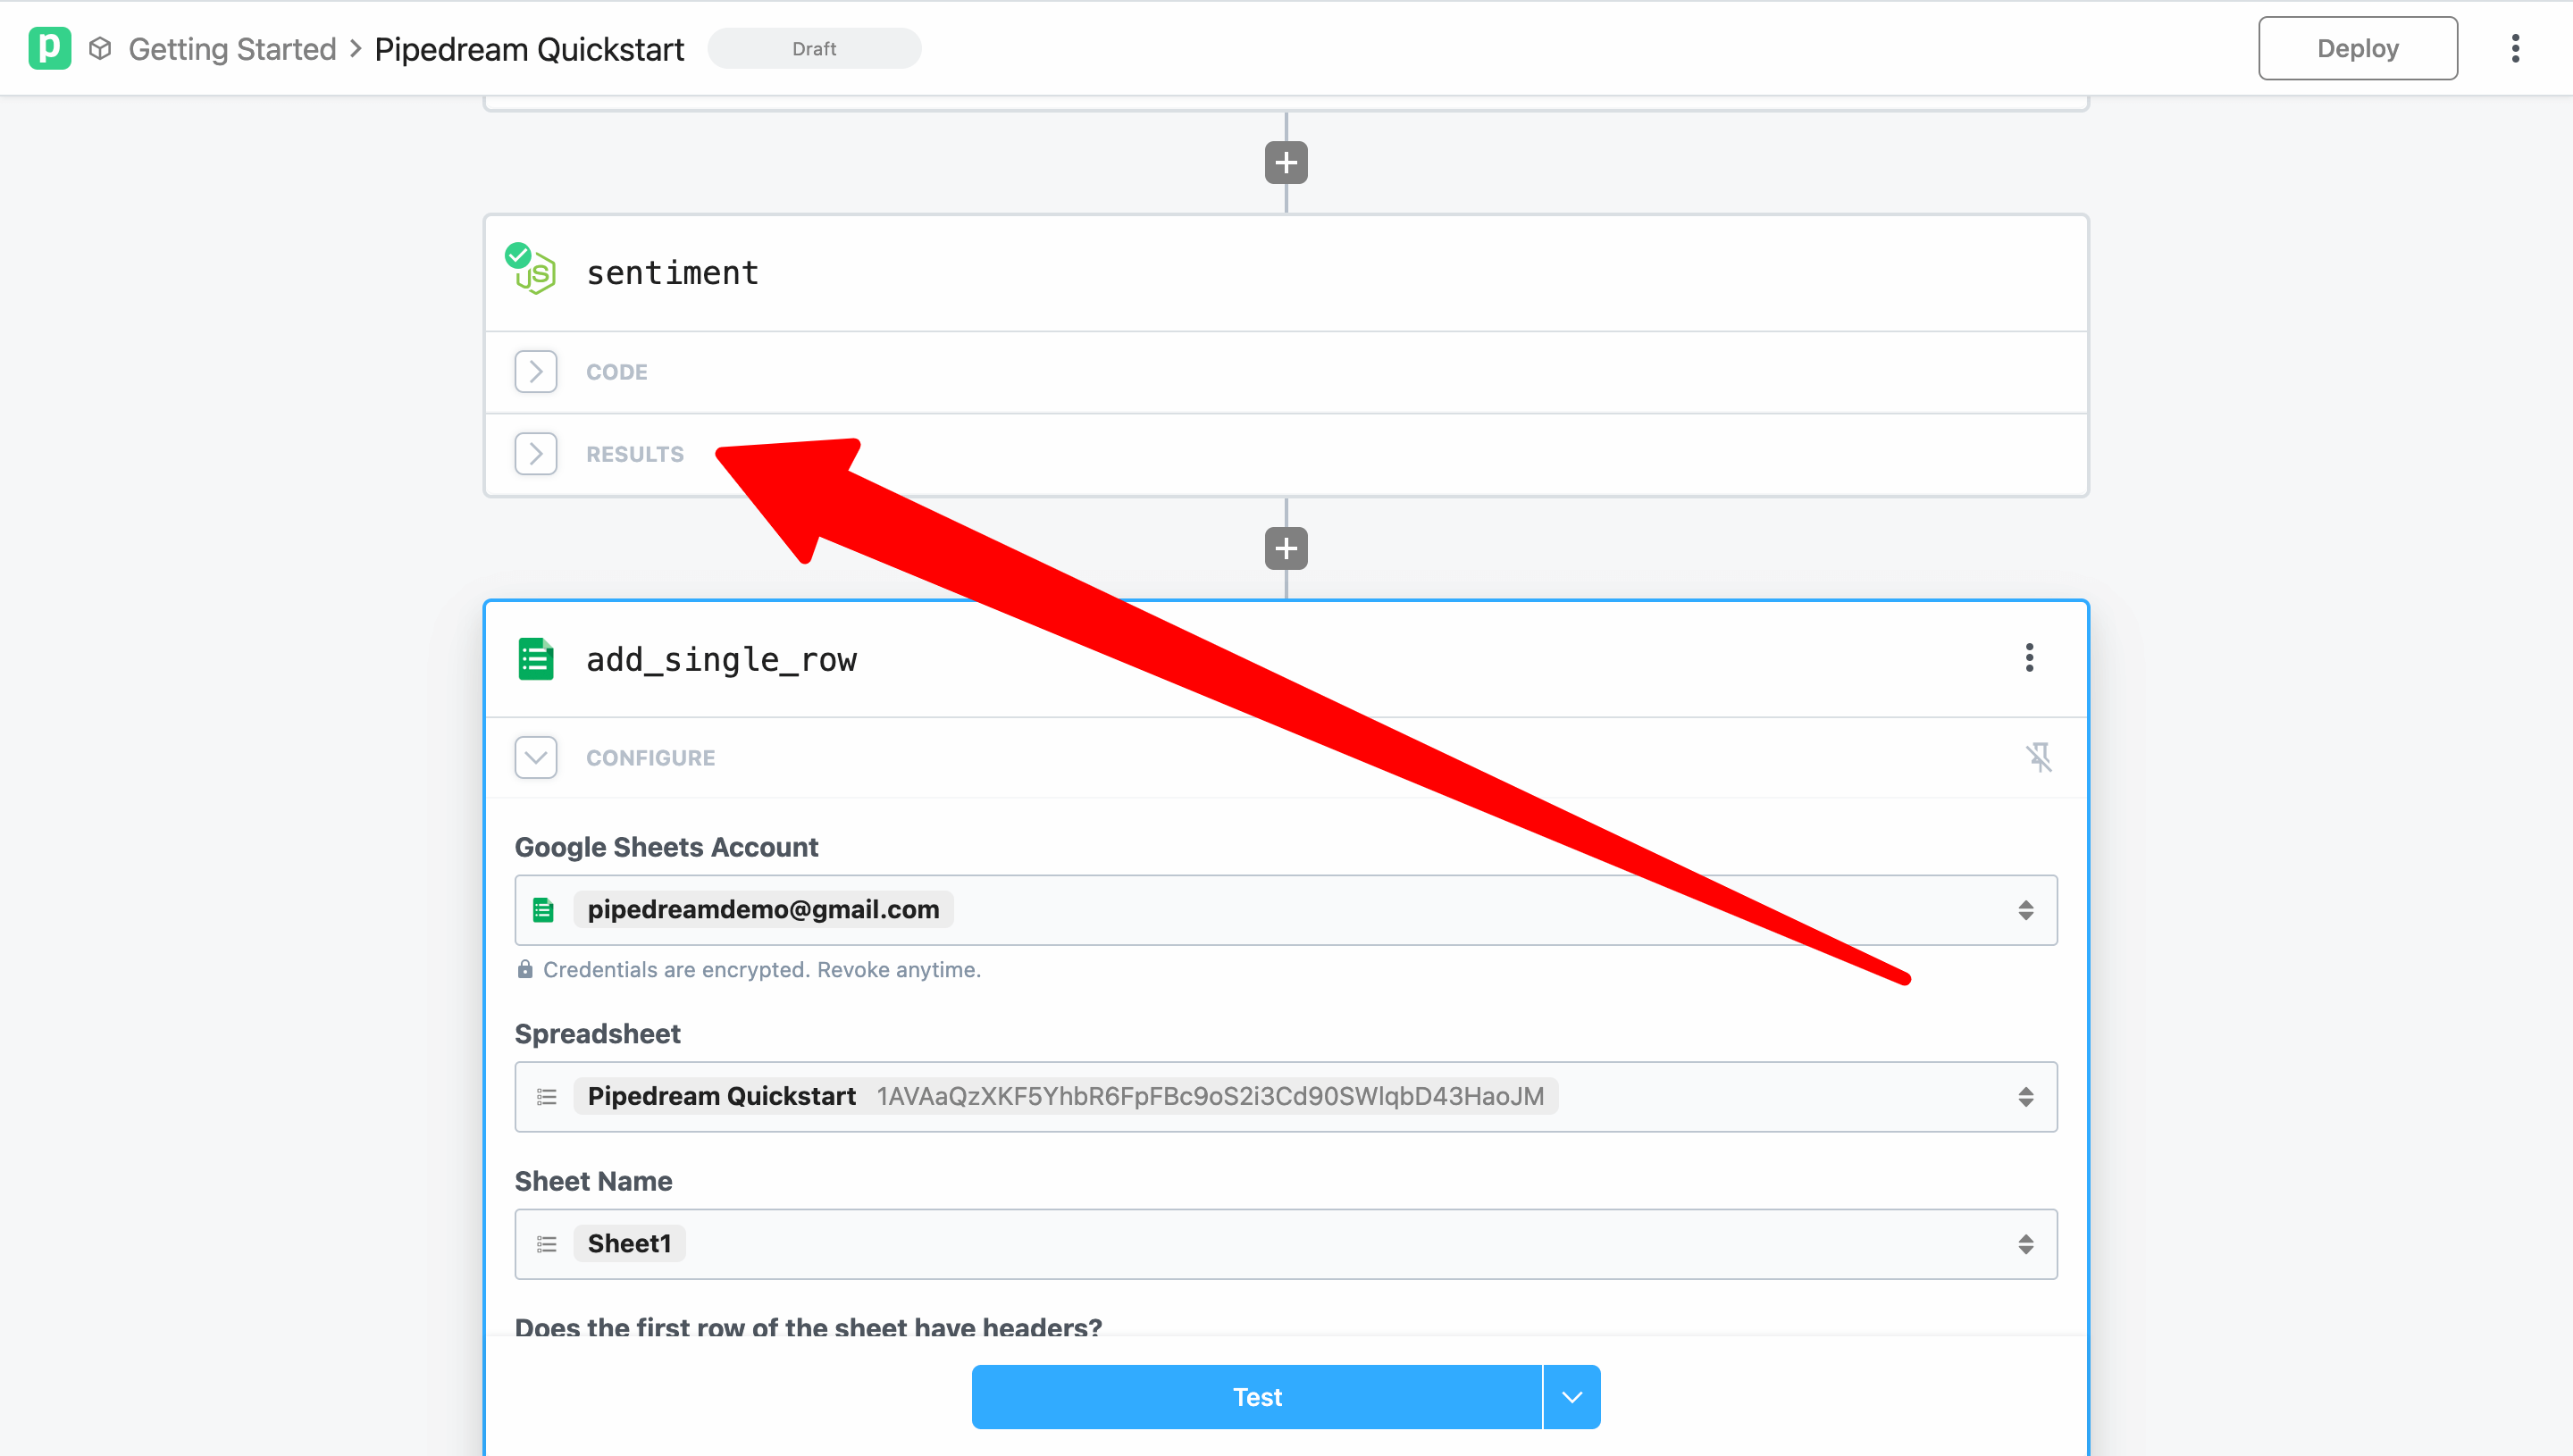 p Getting Started > Pipedream Quickstart Draft Deploy
JS sentiment
CODE
RESULTS
add_single_row
CONFIGURE
Google Sheets Account
pipedreamdemo@gmail.com
Credentials are encrypted. Revoke anytime.
Spreadsheet
Pipedream Quickstart 1AVAaQzXKF5YhbR6FpFBc9oS2i3Cd90SWlqbD43HaoJM
Sheet Name
Sheet1
Does the first row of the sheet have headers?
Test